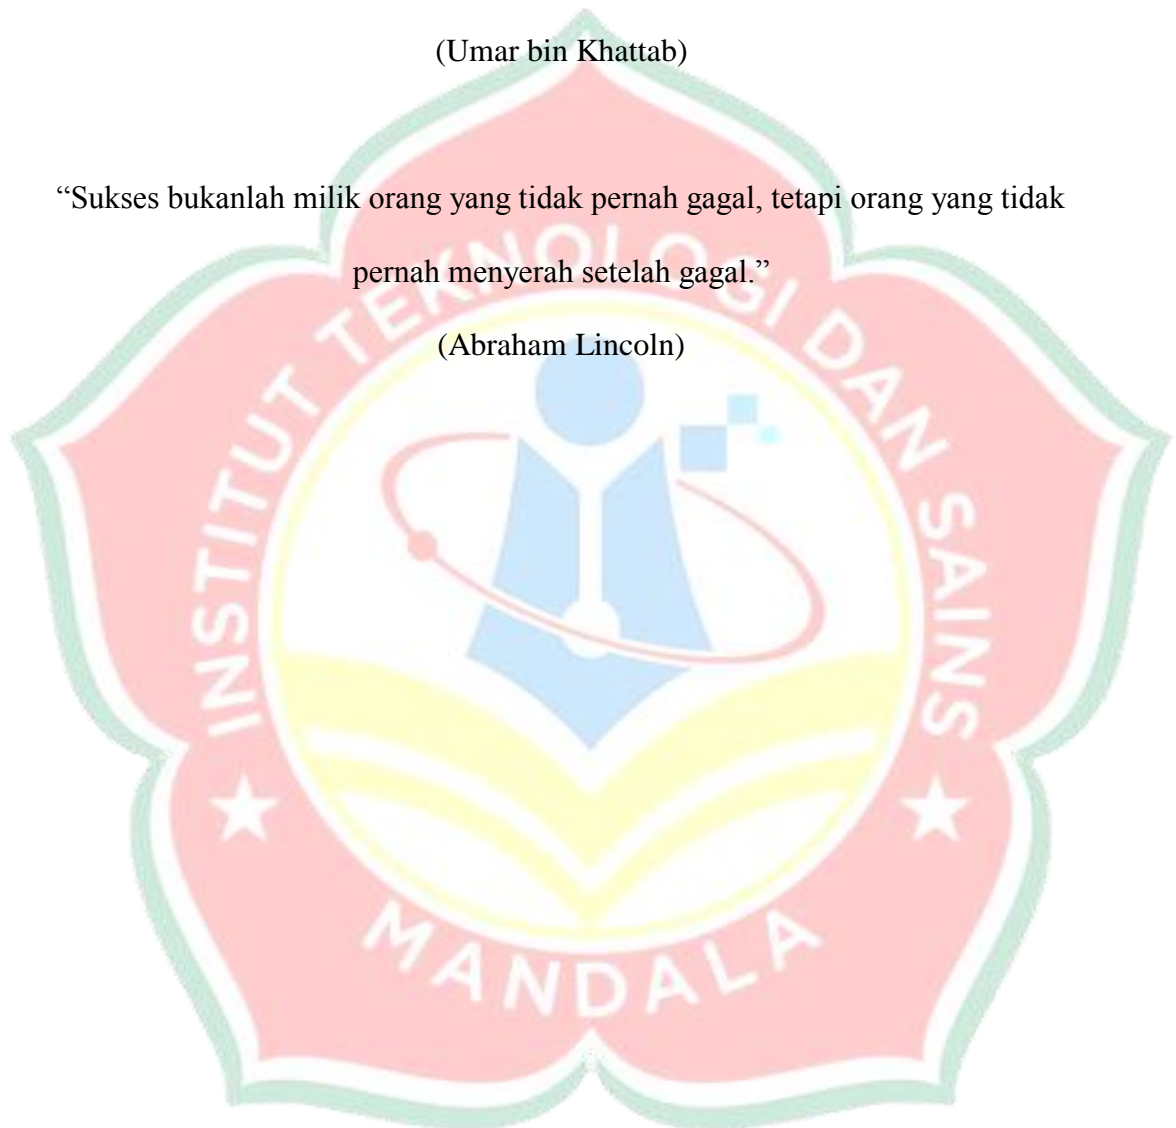 (Umar bin Khattab)
“Sukses bukanlah milik orang yang tidak pernah gagal, tetapi orang yang tidak
pernah menyerah setelah gagal.”
(Abraham Lincoln)
INSTITUT TEKNOLOGI DAN SAINS
MANDALA